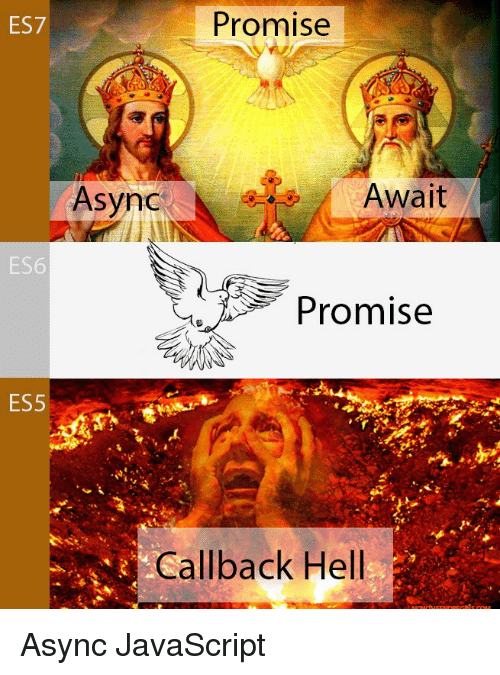 ES7
Promise
Async
Await
ES6
Promise
ES5
Callback Hell
Async JavaScript